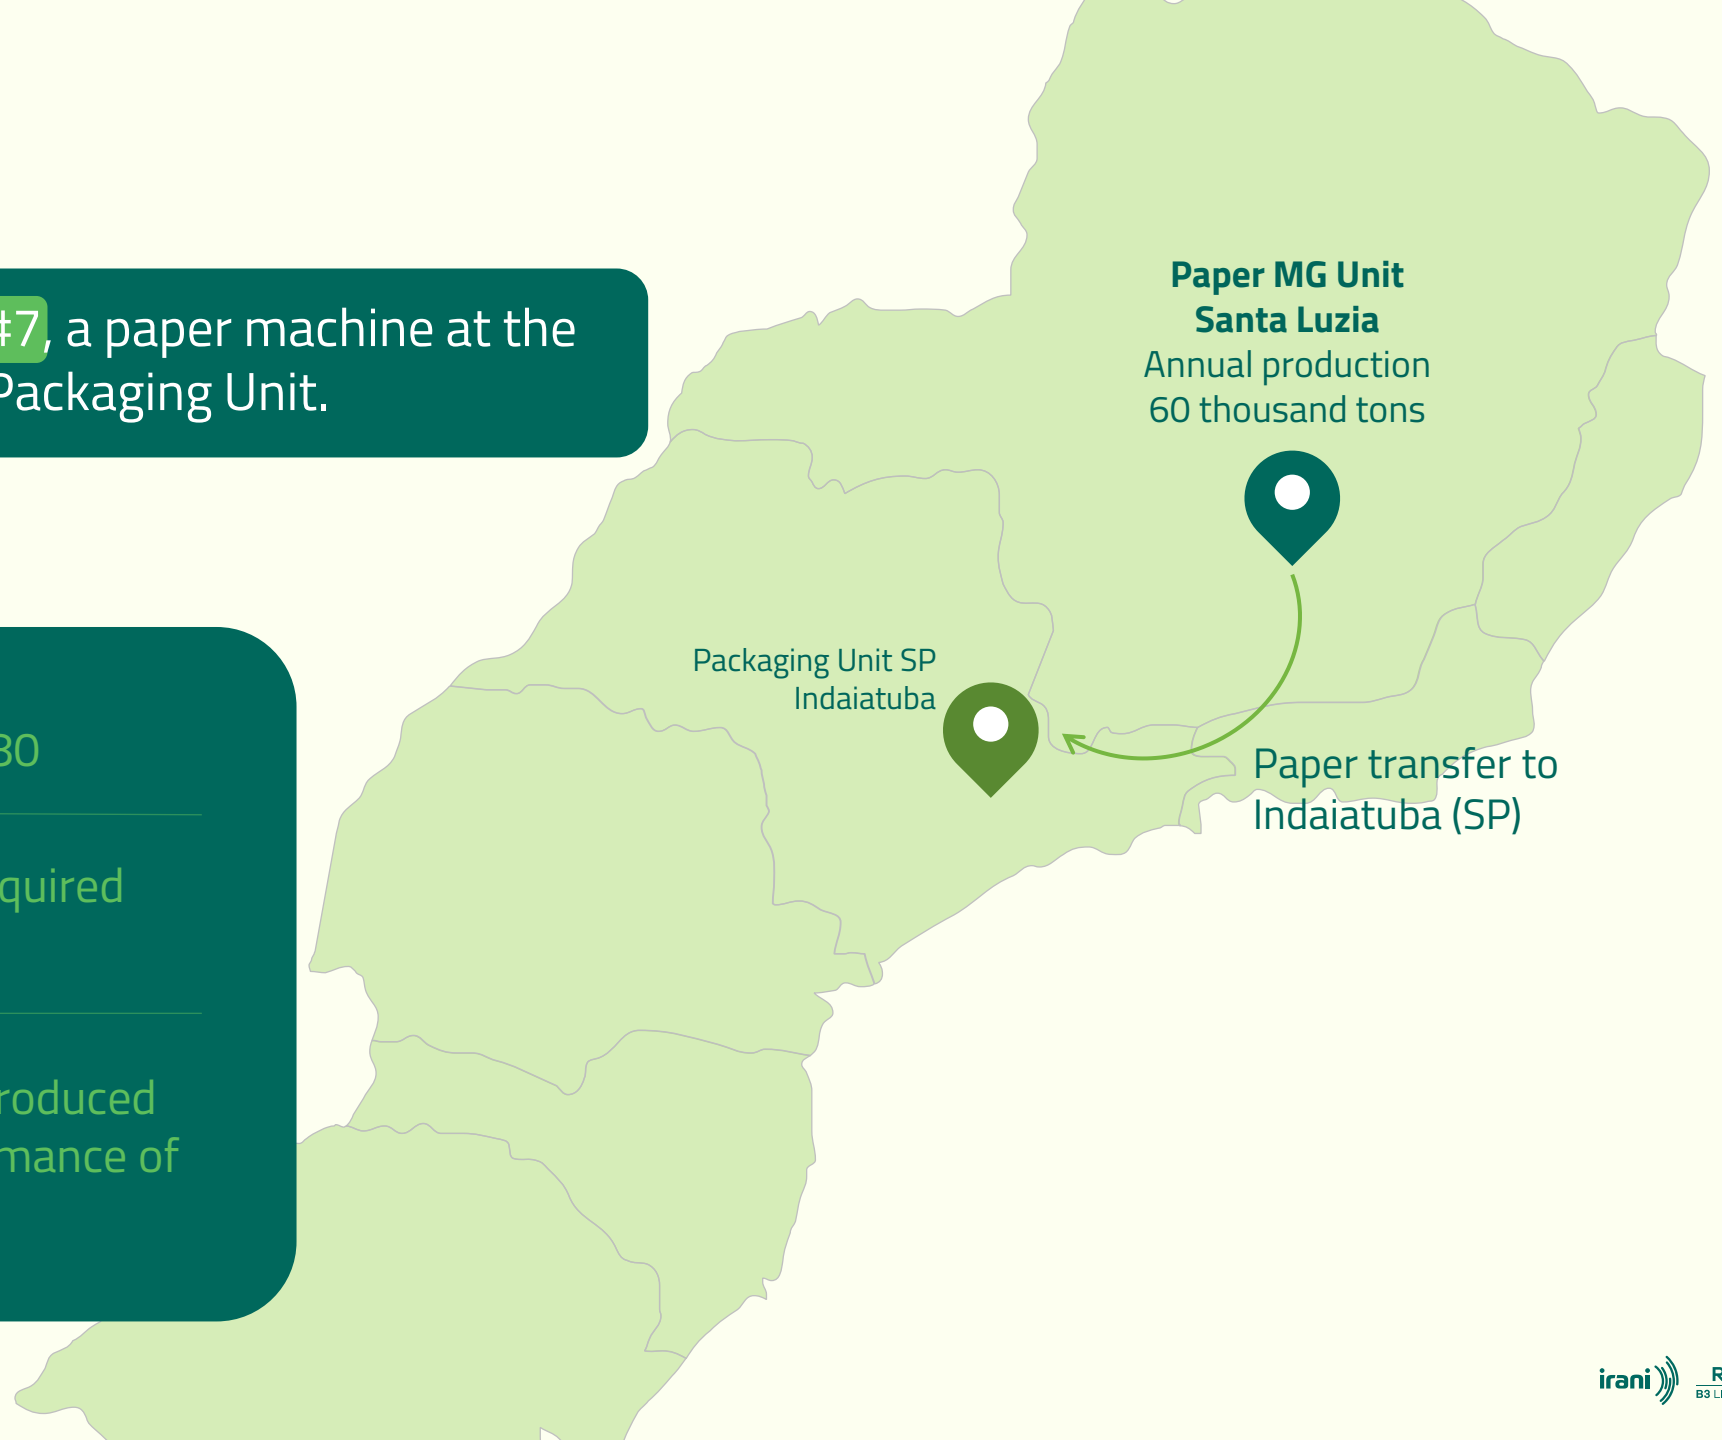 #7, a paper machine at the
Packaging Unit.
Paper MG Unit
Santa Luzia
Annual production
60 thousand tons
Packaging Unit SP
Indaiatuba
Paper transfer to
Indaiatuba (SP)
30
quired
roduced
mance of
irani
R
B3 L